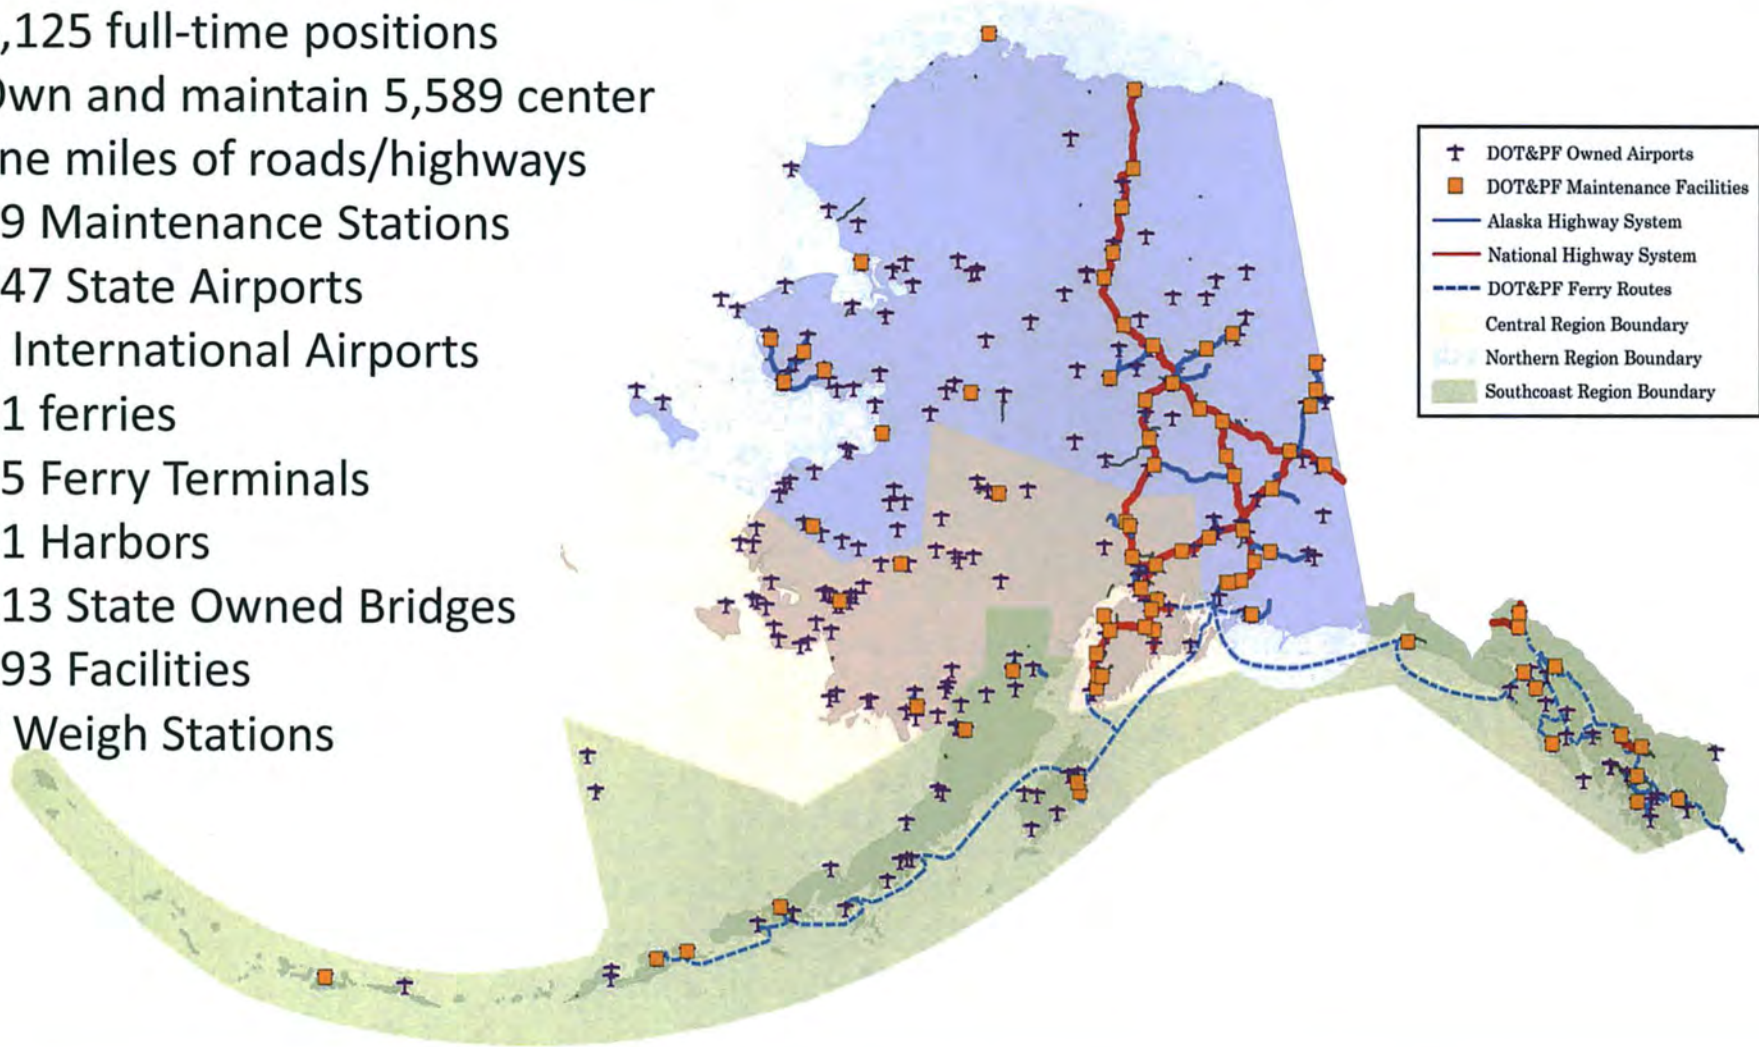 ,125 full-time positions
Own and maintain 5,589 center
ne miles of roads/highways
9 Maintenance Stations
47 State Airports
International Airports
1 ferries
5 Ferry Terminals
1 Harbors
13 State Owned Bridges
93 Facilities
Weigh Stations
DOT&PF Owned Airports
DOT&PF Maintenance Facilities
Alaska Highway System
National Highway System
DOT&PF Ferry Routes
Central Region Boundary
Northern Region Boundary
Southcoast Region Boundary